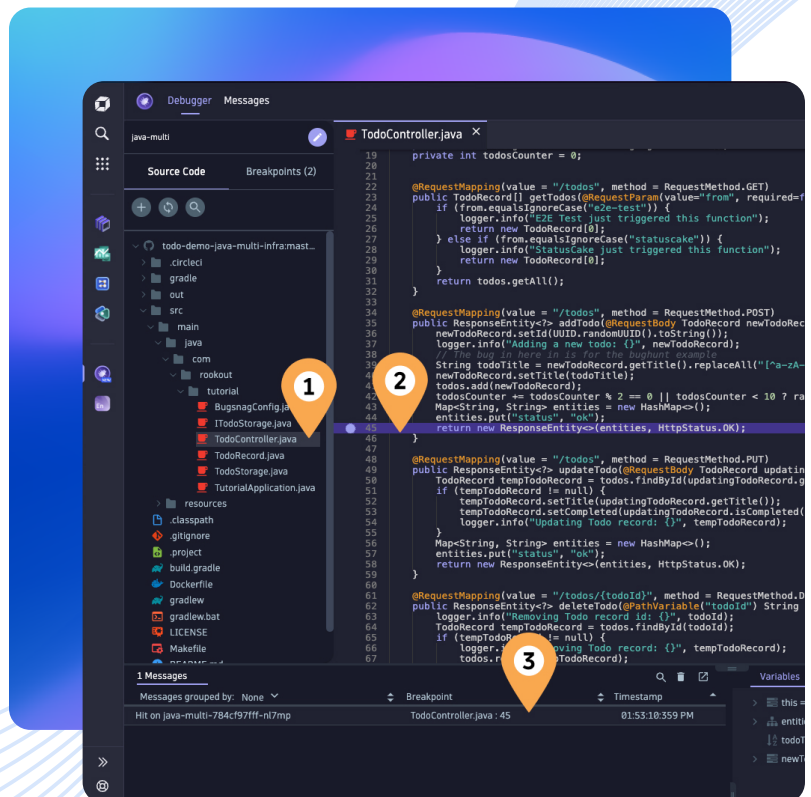 Debugger Messages
java-multi
Source Code Breakpoints (2)
todo-demo-java-multi-infra:mast...
.circleci
gradle
out
src
main
java
com
rookout
tutorial
BugsnagConfig.ja
ITodoStorage.java
TodoController.java
TodoRecord.java
TodoStorage.java
TutorialApplication.java
resources
.classpath
.gitignore
.project
build.gradle
Dockerfile
gradlew
gradlew.bat
LICENSE
Makefile
README.md
1
TodoController.java ×
19 private int todosCounter = 0;
20
21
22 @RequestMapping(value = "/todos", method = RequestMethod.GET)
23 public TodoRecord[] getTodos(@RequestParam(value="from", required=f
24 if (from.equalsIgnoreCase("e2e-test")) {
25 logger.info("E2E Test just triggered this function");
26 return new TodoRecord[0];
27 } else if (from.equalsIgnoreCase("statuscake")) {
28 logger.info("StatusCake just triggered this function");
29 return new TodoRecord[0];
30 }
31 return todos.getAll();
32 }
33
34 @RequestMapping(value = "/todos", method = RequestMethod.POST)
35 public ResponseEntity<?> addTodo(@RequestBody TodoRecord newTodoRec
36 newTodoRecord.setId(UUID.randomUUID().toString());
37 logger.info("Adding a new todo: {}", newTodoRecord);
38 // The bug in here in is for the bughunt example
39 String todoTitle = newTodoRecord.getTitle().replaceAll("[^a-zA-
40 newTodoRecord.setTitle(todoTitle);
41 todos.add(newTodoRecord);
42 todosCounter += todosCounter % 2 == 0 || todosCounter < 10 ? ra
43 Map<String, String> entities = new HashMap<>();
44 entities.put("status", "ok");
45 return new ResponseEntity<>(entities, HttpStatus.OK);
46 }
47
48 @RequestMapping(value = "/todos", method = RequestMethod.PUT)
49 public ResponseEntity<?> updateTodo(@RequestBody TodoRecord updatin
50 TodoRecord tempTodoRecord = todos.findById(updatingTodoRecord.g
51 if (tempTodoRecord != null) {
52 tempTodoRecord.setTitle(updatingTodoRecord.getTitle());
53 tempTodoRecord.setCompleted(updatingTodoRecord.isCompleted(
54 logger.info("Updating Todo record: {}", tempTodoRecord);
55 }
56 Map<String, String> entities = new HashMap<>();
57 entities.put("status", "ok");
58 return new ResponseEntity<>(entities, HttpStatus.OK);
59 }
60
61 @RequestMapping(value = "/todos/{todoId}", method = RequestMethod.D
62 public ResponseEntity<?> deleteTodo(@PathVariable("todoId") String
63 logger.info("Removing Todo record id: {}", todoId);
64 TodoRecord tempTodoRecord = todos.findById(todoId);
65 if (tempTodoR != null) {
66 logger. oving Todo record: {}", tempTodoRecord);
67 todos.r TodoRecord);
2
3
1 Messages
Variables
Messages grouped by: None Breakpoint Timestamp
Hit on java-multi-784cf97fff-nl7mp TodoController.java : 45 01:53:10:359 PM
this =
entitie
todoT
newTo